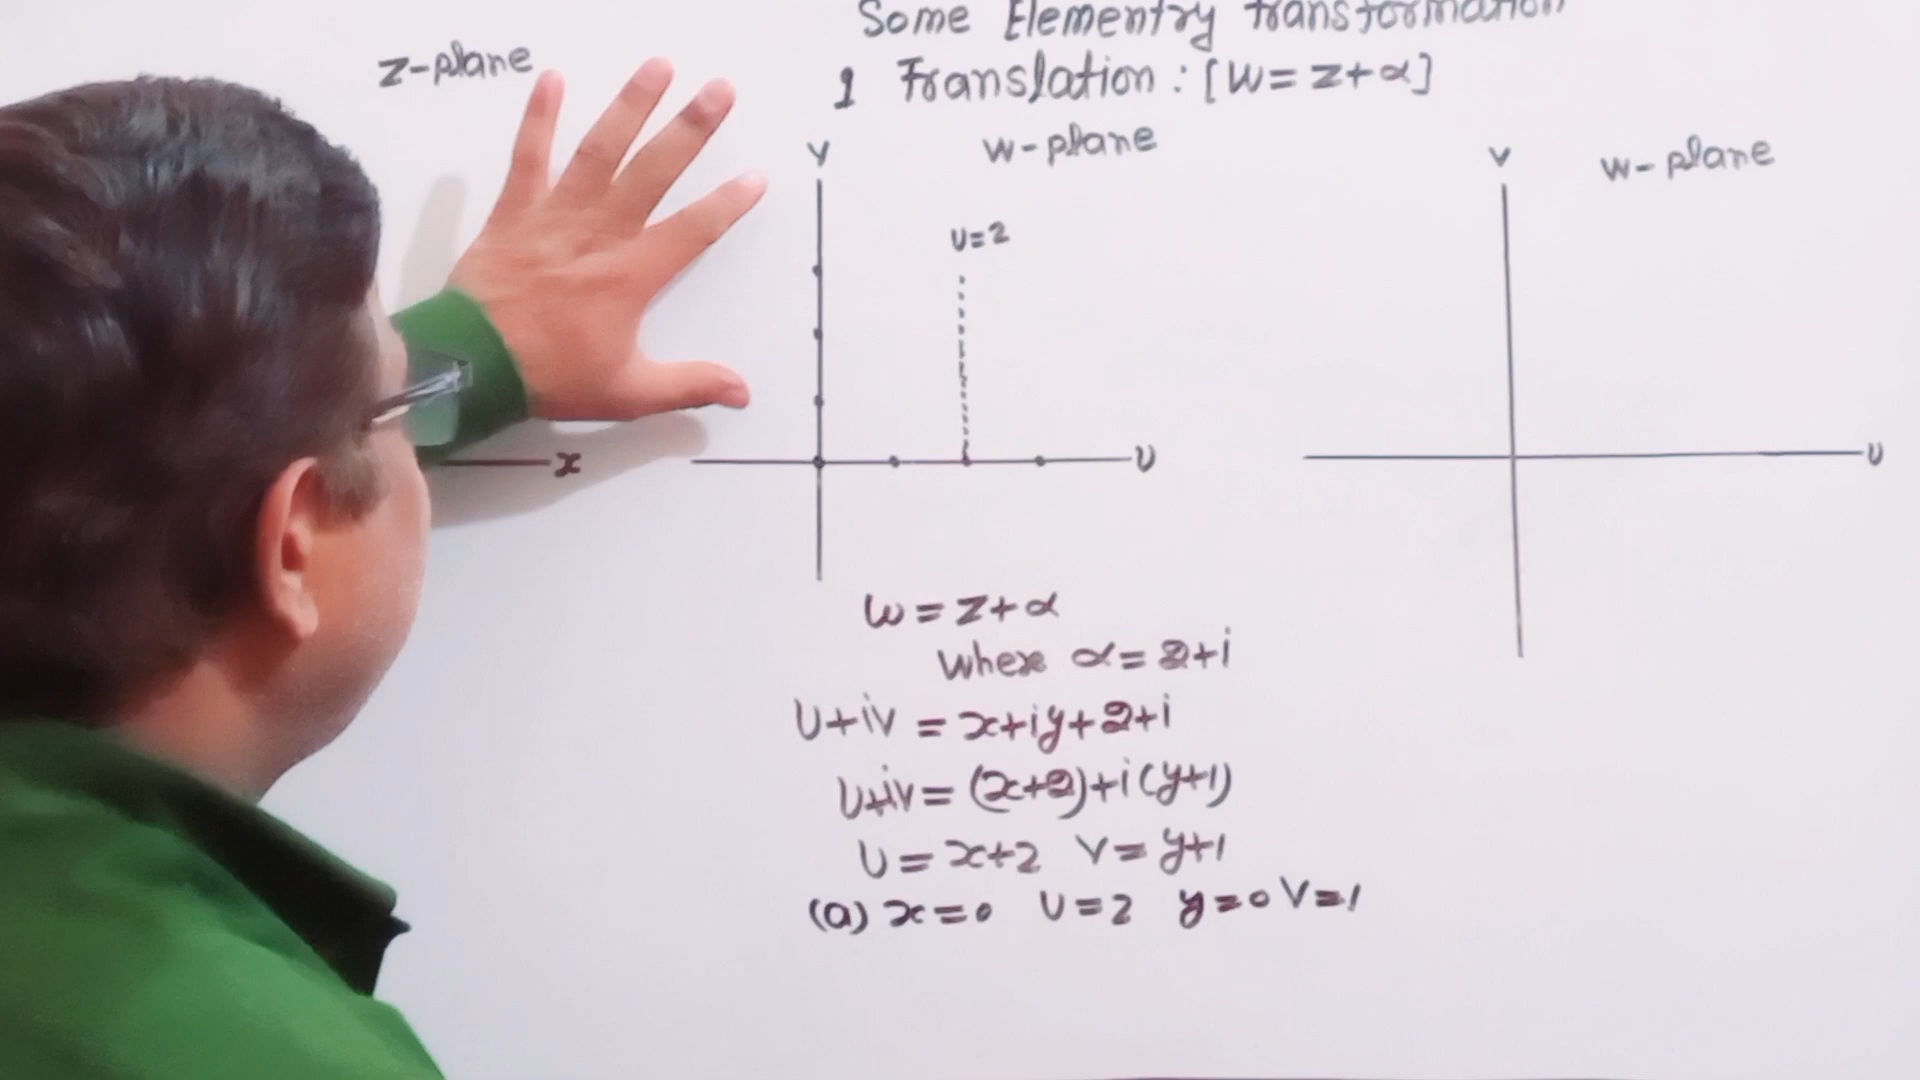 Some Elementry transformation
z-plane
1 Translation : [W = z + α]
w-plane
w-plane
V
V
U=2
x
U
U
w = z + α
where α = 2+i
U+iv = x+iy+2+i
U+iv = (x+2)+i(y+1)
U = x+2 V = y+1
(a) x=0 U=2 y=0 V=1